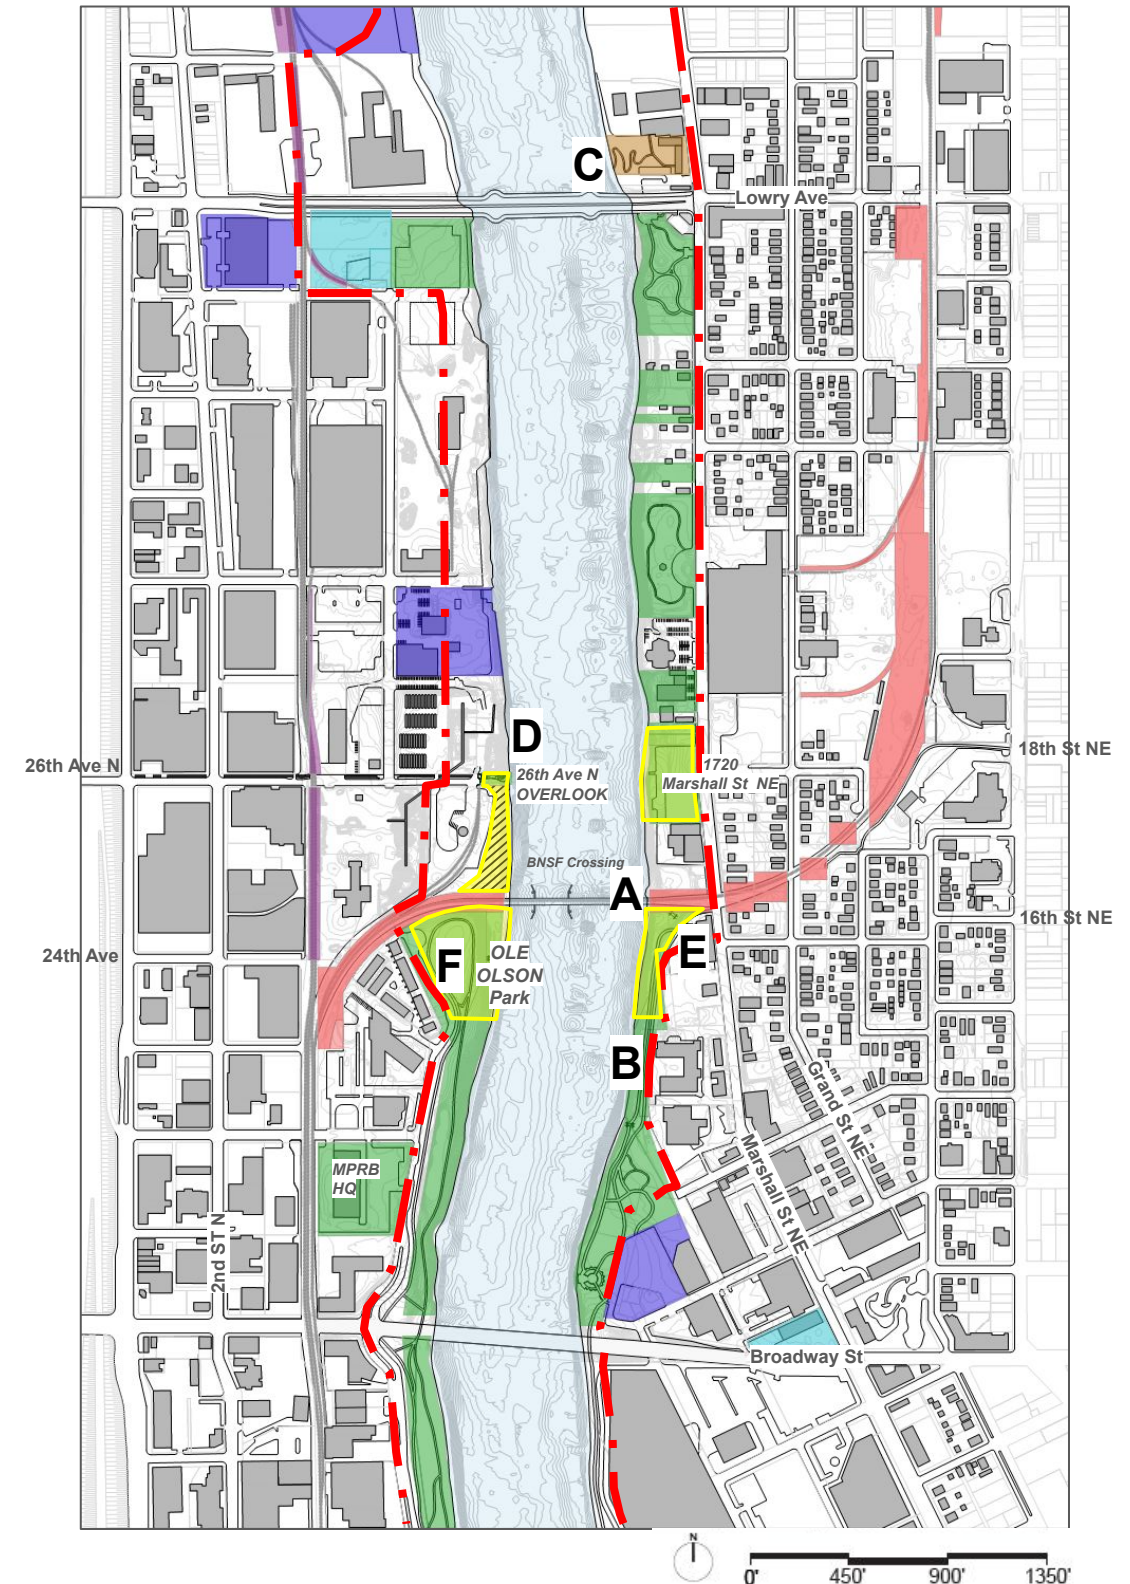 C
Lowry Ave
D
18th St NE
26th Ave N
26th Ave N
OVERLOOK
1720
Marshall St NE
BNSF Crossing
A
16th St NE
24th Ave
F
OLE
OLSON
Park
E
B
Grand St NE
MPRB
HQ
Marshall St NE
2nd ST N
Broadway St
N
0'
450'
900'
1350'